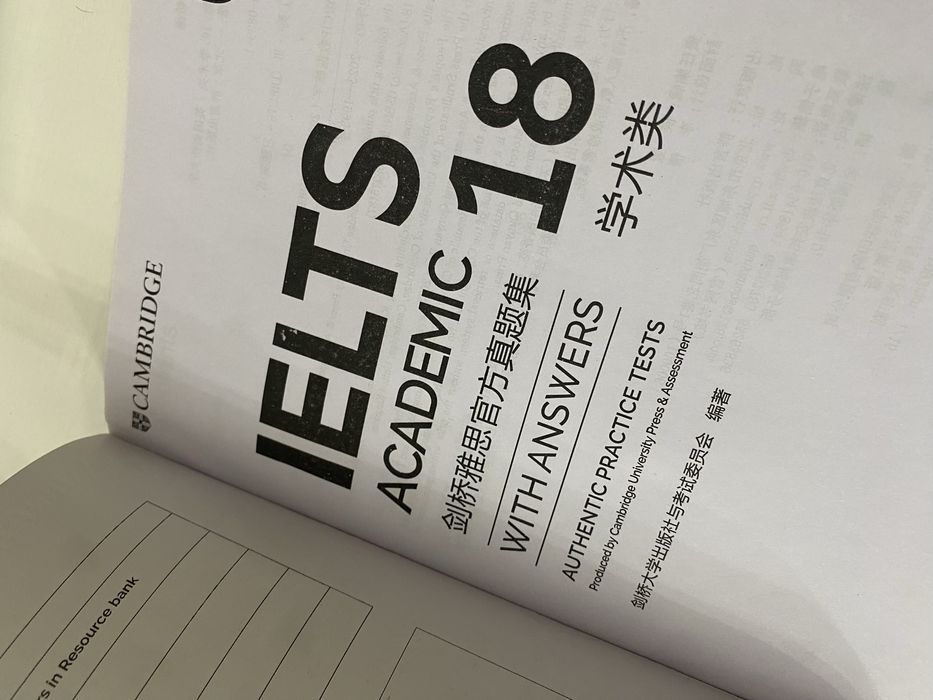 CAMBRIDGE
IELTS
ACADEMIC 18
剑桥雅思官方真题集 学术类
WITH ANSWERS
AUTHENTIC PRACTICE TESTS
Produced by Cambridge University Press & Assessment
剑桥大学出版社与考试委员会 编著
in Resource bank